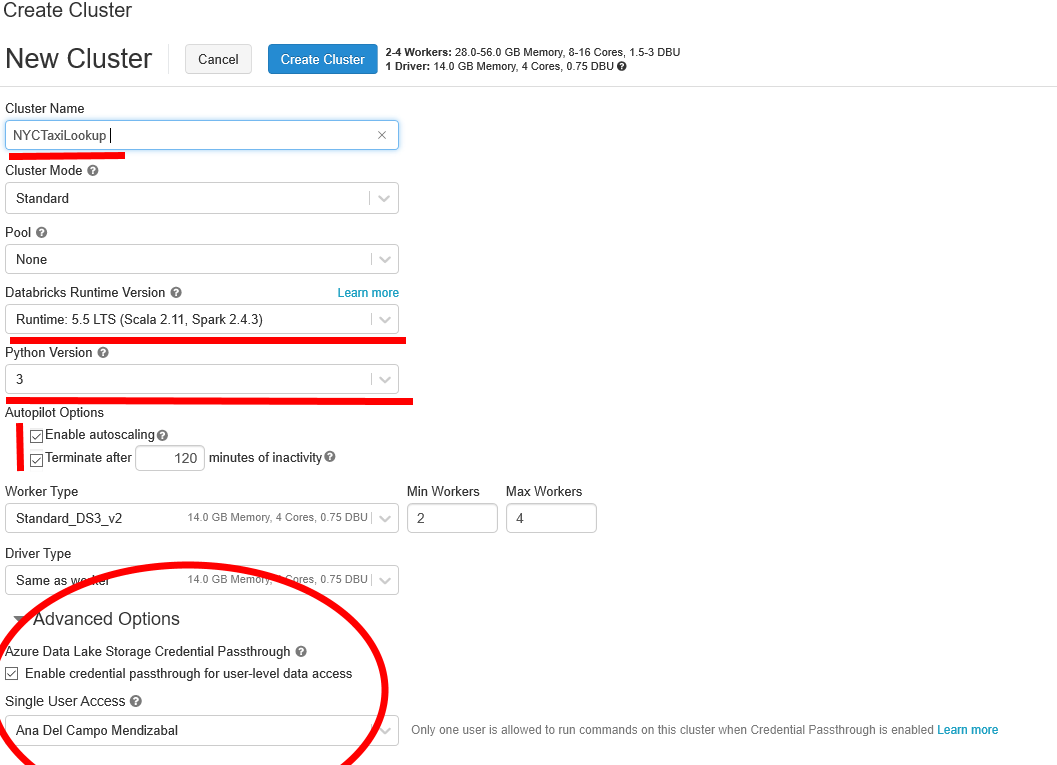 Create Cluster
New Cluster
Cancel
Create Cluster
2-4 Workers: 28.0-56.0 GB Memory, 8-16 Cores, 1.5-3 DBU
1 Driver: 14.0 GB Memory, 4 Cores, 0.75 DBU ?
Cluster Name
NYCTaxiLookup
Cluster Mode ?
Standard
Pool ?
None
Databricks Runtime Version ? Learn more
Runtime: 5.5 LTS (Scala 2.11, Spark 2.4.3)
Python Version ?
3
Autopilot Options
Enable autoscaling ?
Terminate after 120 minutes of inactivity ?
Worker Type Min Workers Max Workers
Standard_DS3_v2 14.0 GB Memory, 4 Cores, 0.75 DBU 2 4
Driver Type
Same as worker 14.0 GB Memory, 4 Cores, 0.75 DBU
Advanced Options
Azure Data Lake Storage Credential Passthrough ?
Enable credential passthrough for user-level data access
Single User Access ?
Ana Del Campo Mendizabal Only one user is allowed to run commands on this cluster when Credential Passthrough is enabled Learn more